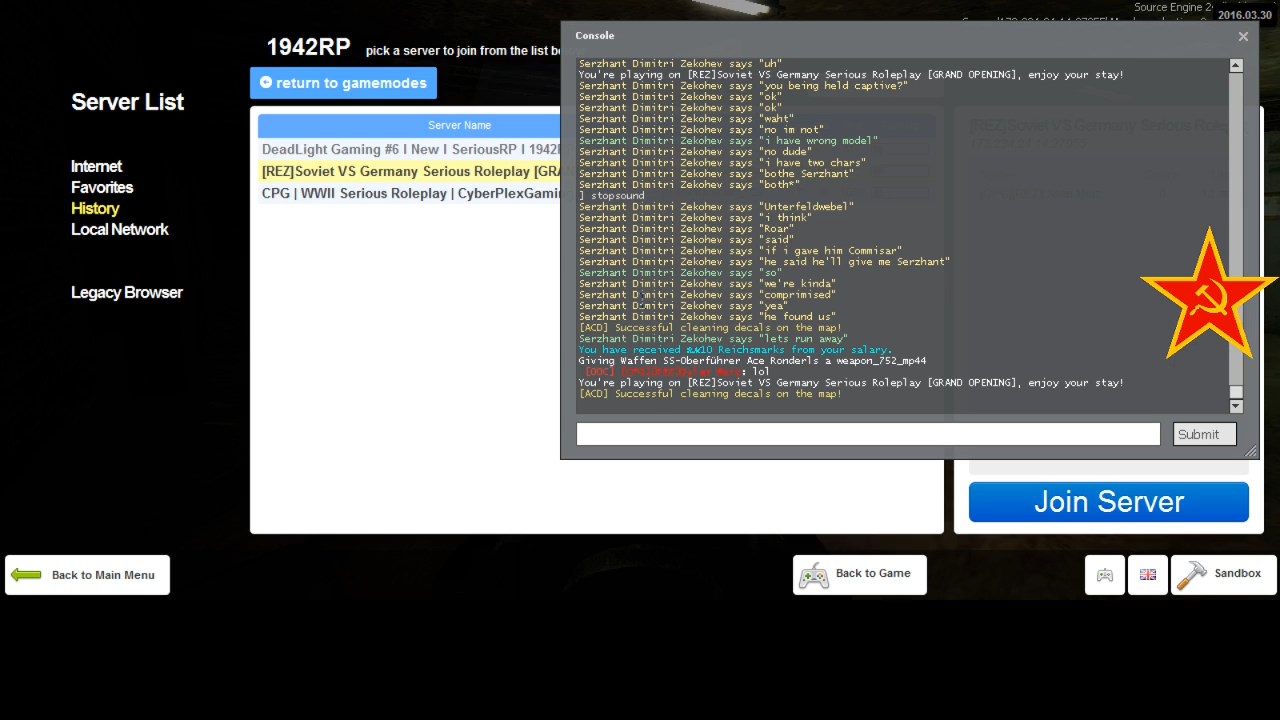 Source Engine 2
2016.03.30
1942RP pick a server to join from the list
return to gamemodes
Server List
Internet
Favorites
History
Local Network
Legacy Browser
Server Name
DeadLight Gaming #6 I New I SeriousRP I 1942
[REZ]Soviet VS Germany Serious Roleplay [GRA
CPG | WWII Serious Roleplay | CyberPlexGamin
Console
Serzhant Dimitri Zekohev says "uh"
You're playing on [REZ]Soviet VS Germany Serious Roleplay [GRAND OPENING], enjoy your stay!
Serzhant Dimitri Zekohev says "you being held captive?"
Serzhant Dimitri Zekohev says "ok"
Serzhant Dimitri Zekohev says "ok"
Serzhant Dimitri Zekohev says "waht"
Serzhant Dimitri Zekohev says "no im not"
Serzhant Dimitri Zekohev says "i have wrong model"
Serzhant Dimitri Zekohev says "no dude"
Serzhant Dimitri Zekohev says "i have two chars"
Serzhant Dimitri Zekohev says "bothe Serzhant"
Serzhant Dimitri Zekohev says "both*"
] stopsound
Serzhant Dimitri Zekohev says "Unterfeldwebel"
Serzhant Dimitri Zekohev says "i think"
Serzhant Dimitri Zekohev says "Roar"
Serzhant Dimitri Zekohev says "said"
Serzhant Dimitri Zekohev says "if i gave him Commisar"
Serzhant Dimitri Zekohev says "he said he'll give me Serzhant"
Serzhant Dimitri Zekohev says "so"
Serzhant Dimitri Zekohev says "we're kinda"
Serzhant Dimitri Zekohev says "comprimised"
Serzhant Dimitri Zekohev says "yea"
Serzhant Dimitri Zekohev says "he found us"
[ACD] Successful cleaning decals on the map!
Serzhant Dimitri Zekohev says "lets run away"
You have received 10 Reichsmarks from your salary.
Giving Waffen SS-Oberführer Ace Ronderls a weapon_752_mp44
[OOC] : lol
You're playing on [REZ]Soviet VS Germany Serious Roleplay [GRAND OPENING], enjoy your stay!
[ACD] Successful cleaning decals on the map!
Submit
Join Server
Back to Main Menu
Back to Game
Sandbox